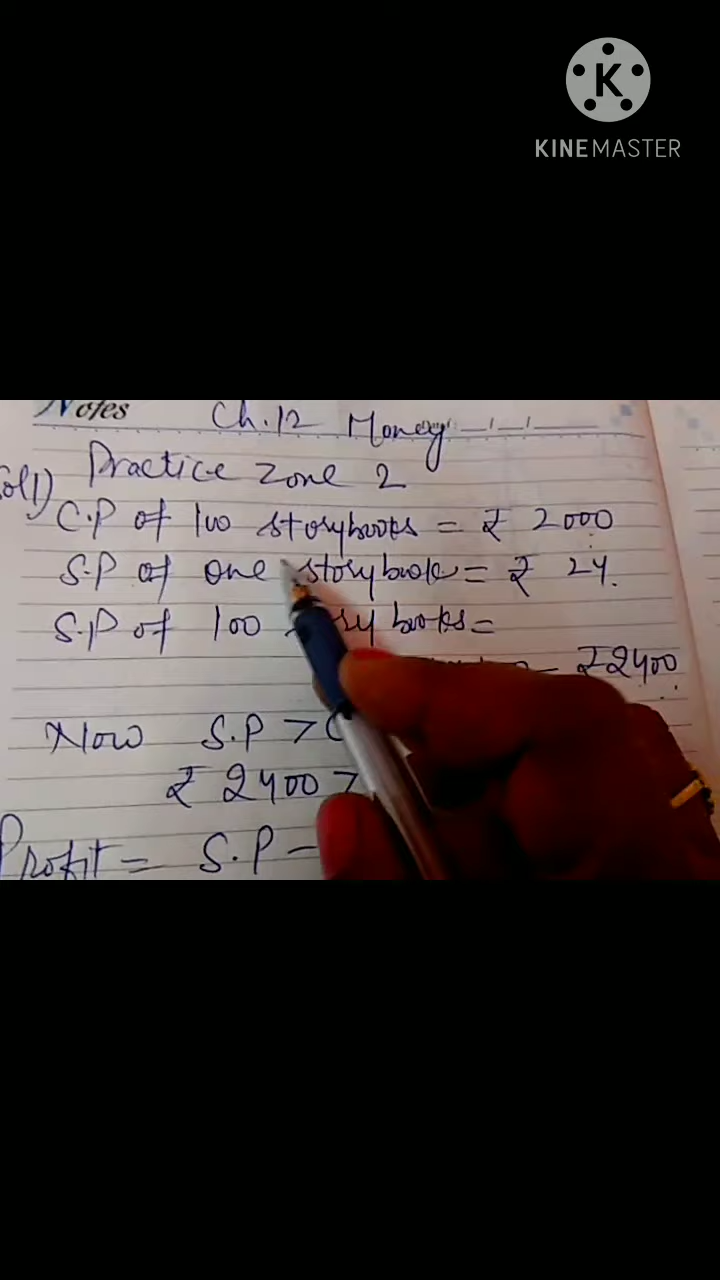 KINEMASTER
Notes Ch.12 Money
Practice Zone 2
Sol1)
C.P of 100 storybooks = ₹ 2000
S.P of one storybook = ₹ 24.
S.P of 100 books =
= ₹2400
Now S.P >
₹ 2400 >
Profit = S.P -